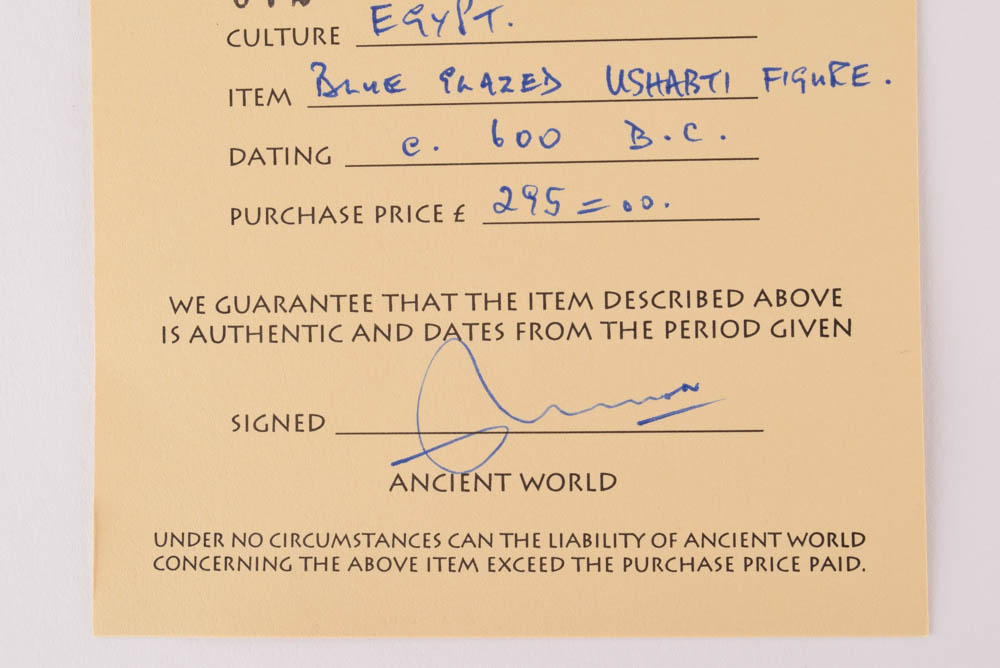 CULTURE EGYPT.
ITEM BLUE GLAZED USHABTI FIGURE.
DATING c. 600 B.C.
PURCHASE PRICE £ 295=00.
WE GUARANTEE THAT THE ITEM DESCRIBED ABOVE
IS AUTHENTIC AND DATES FROM THE PERIOD GIVEN
SIGNED
ANCIENT WORLD
UNDER NO CIRCUMSTANCES CAN THE LIABILITY OF ANCIENT WORLD
CONCERNING THE ABOVE ITEM EXCEED THE PURCHASE PRICE PAID.